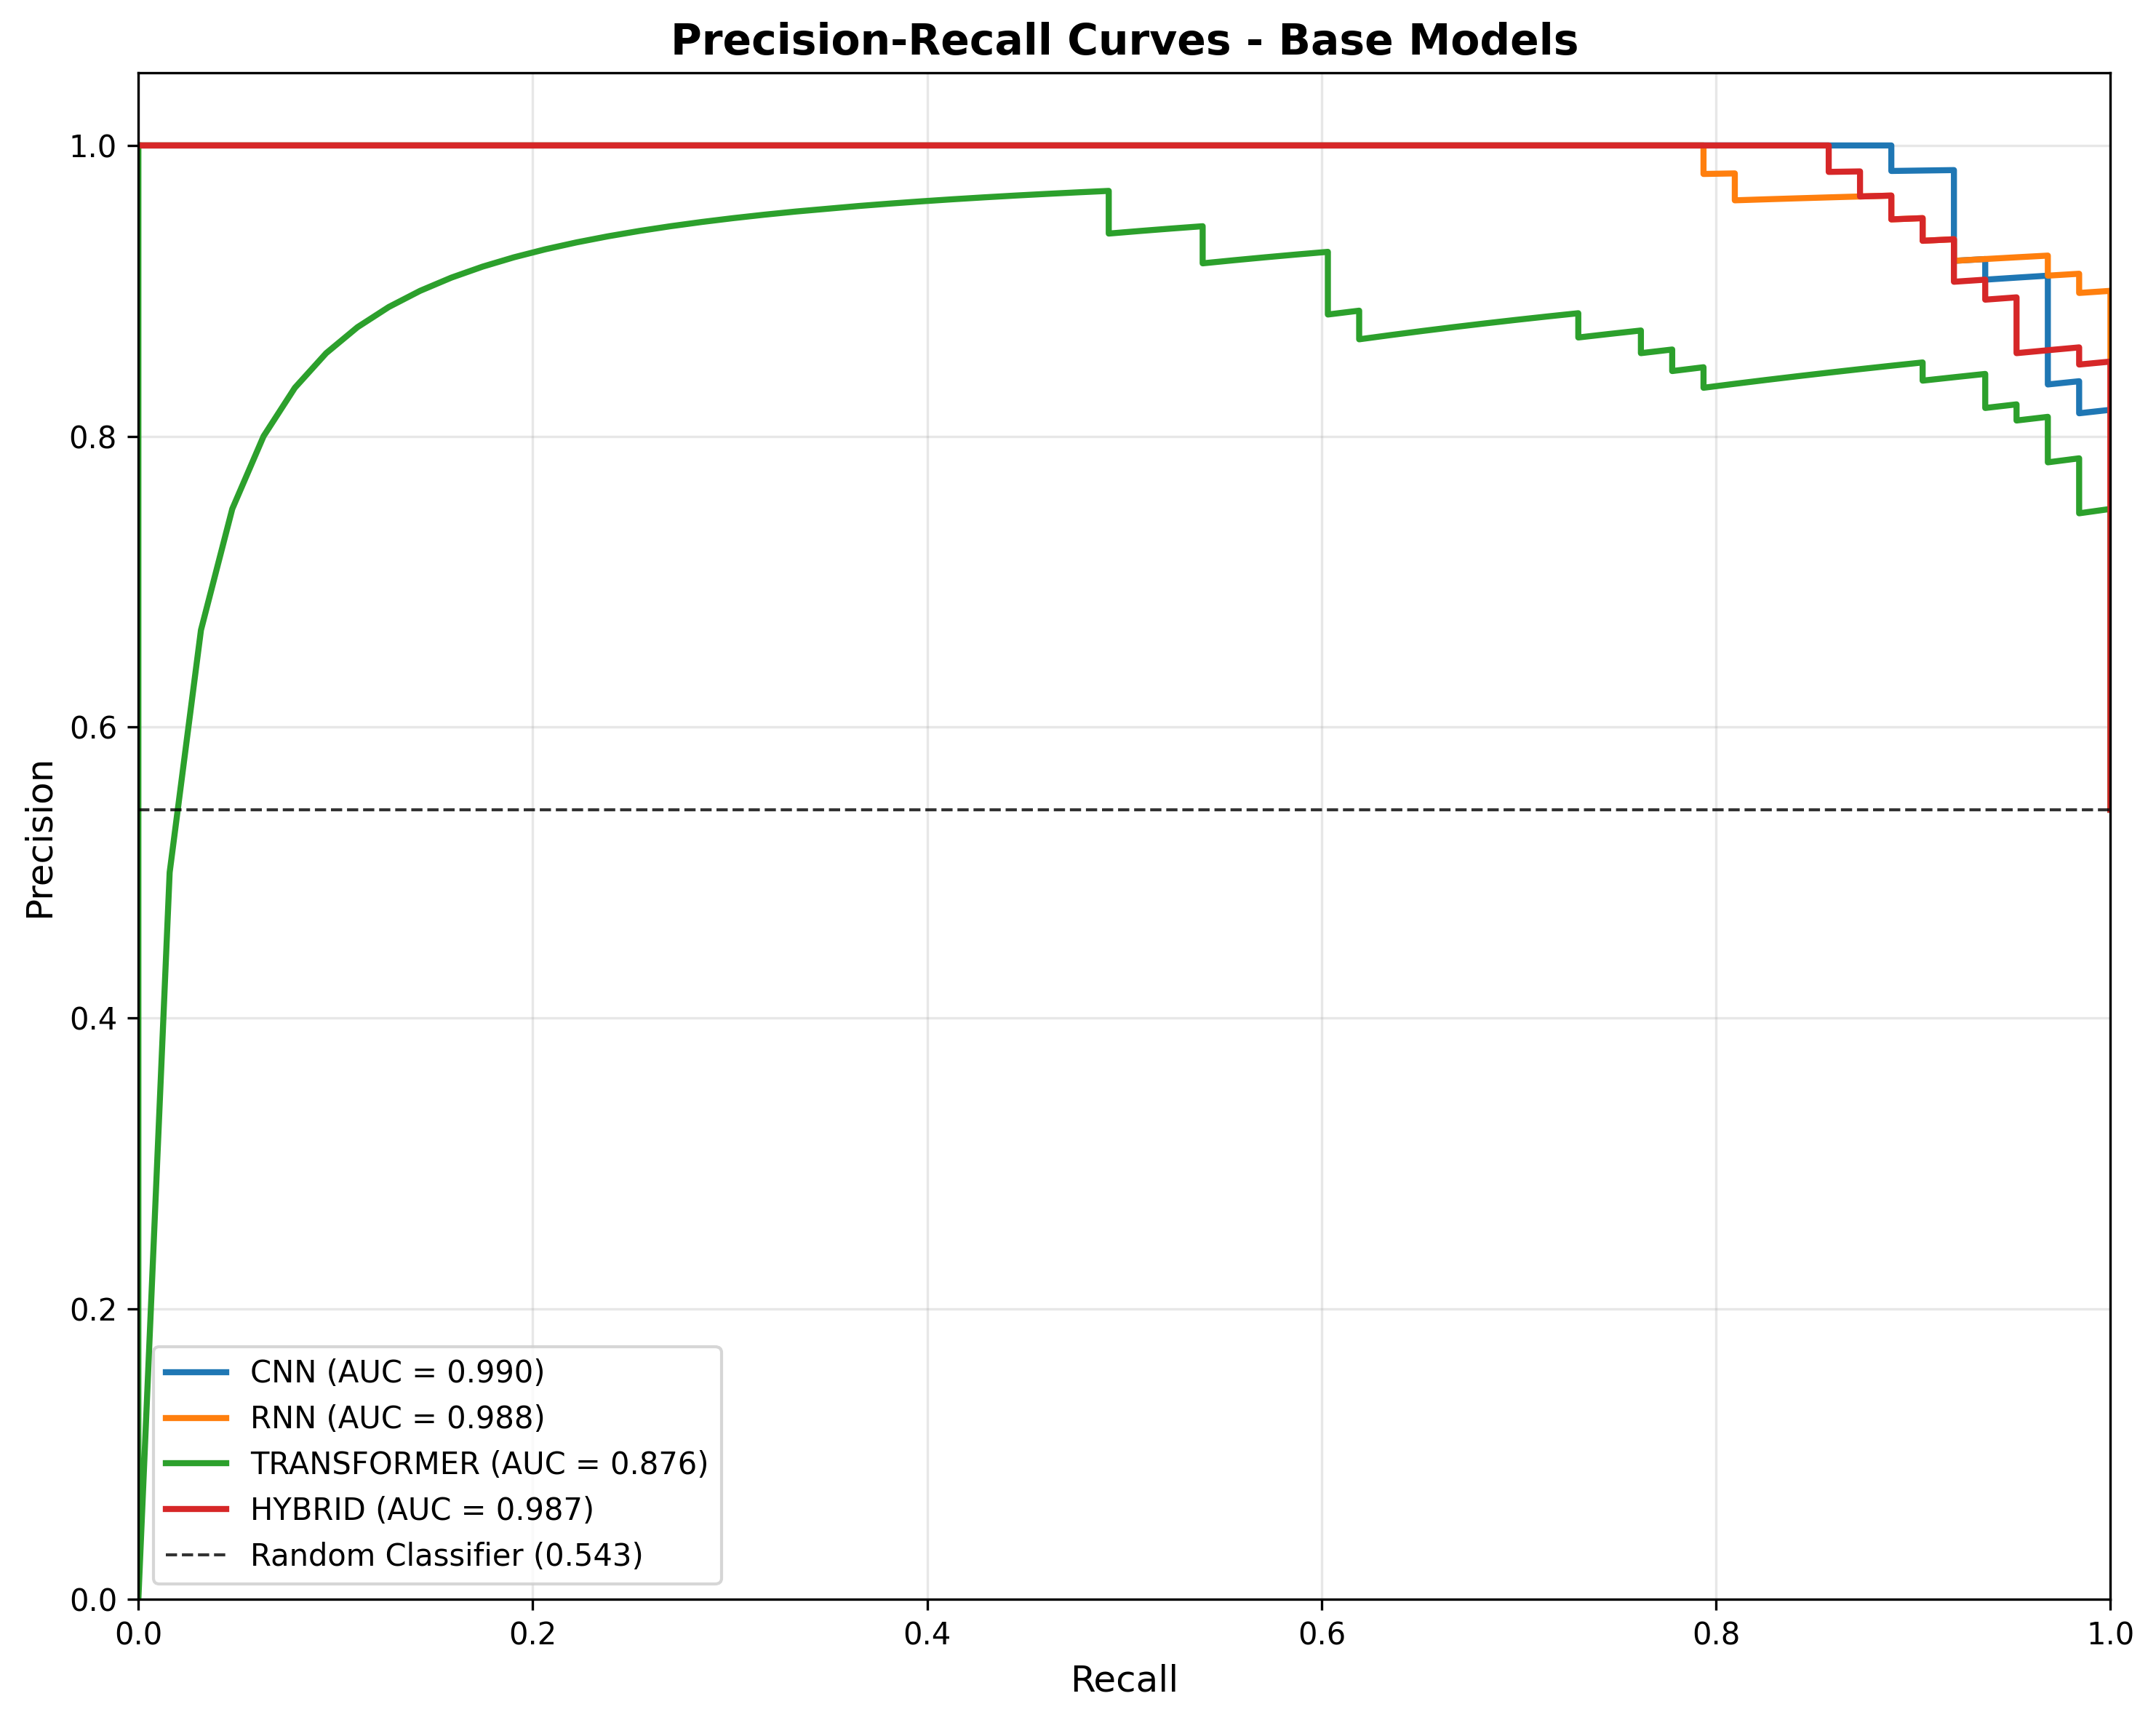 Precision-Recall Curves - Base Models
Precision
1.0
0.8
0.6
0.4
0.2
0.0
CNN (AUC = 0.990)
RNN (AUC = 0.988)
TRANSFORMER (AUC = 0.876)
HYBRID (AUC = 0.987)
Random Classifier (0.543)
0.0 0.2 0.4 0.6 0.8 1.0
Recall